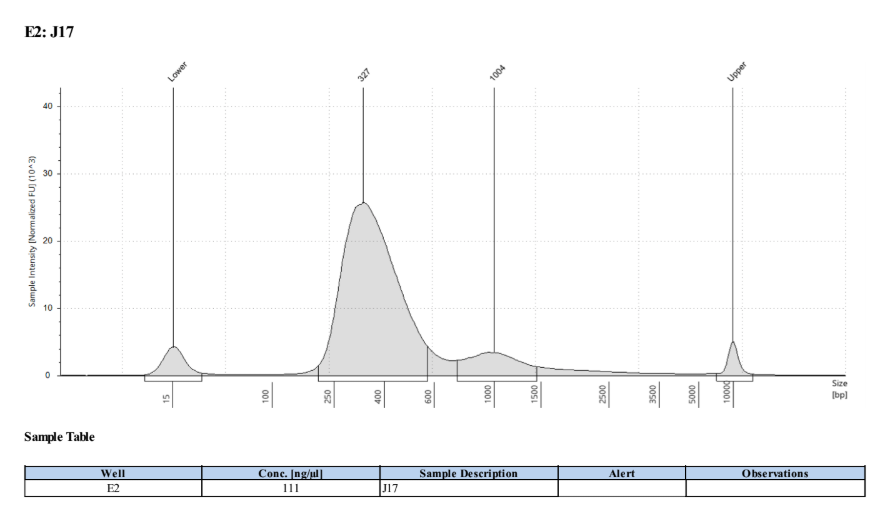 E2: J17
Lower
327
1004
Upper
Sample Intensity [Normalized FU] (10^3)
40
30
20
10
0
15
100
250
400
600
1000
1500
2500
3500
5000
10000
Size
[bp]
Sample Table
Well Conc. [ng/µl] Sample Description Alert Observations
E2 111 J17